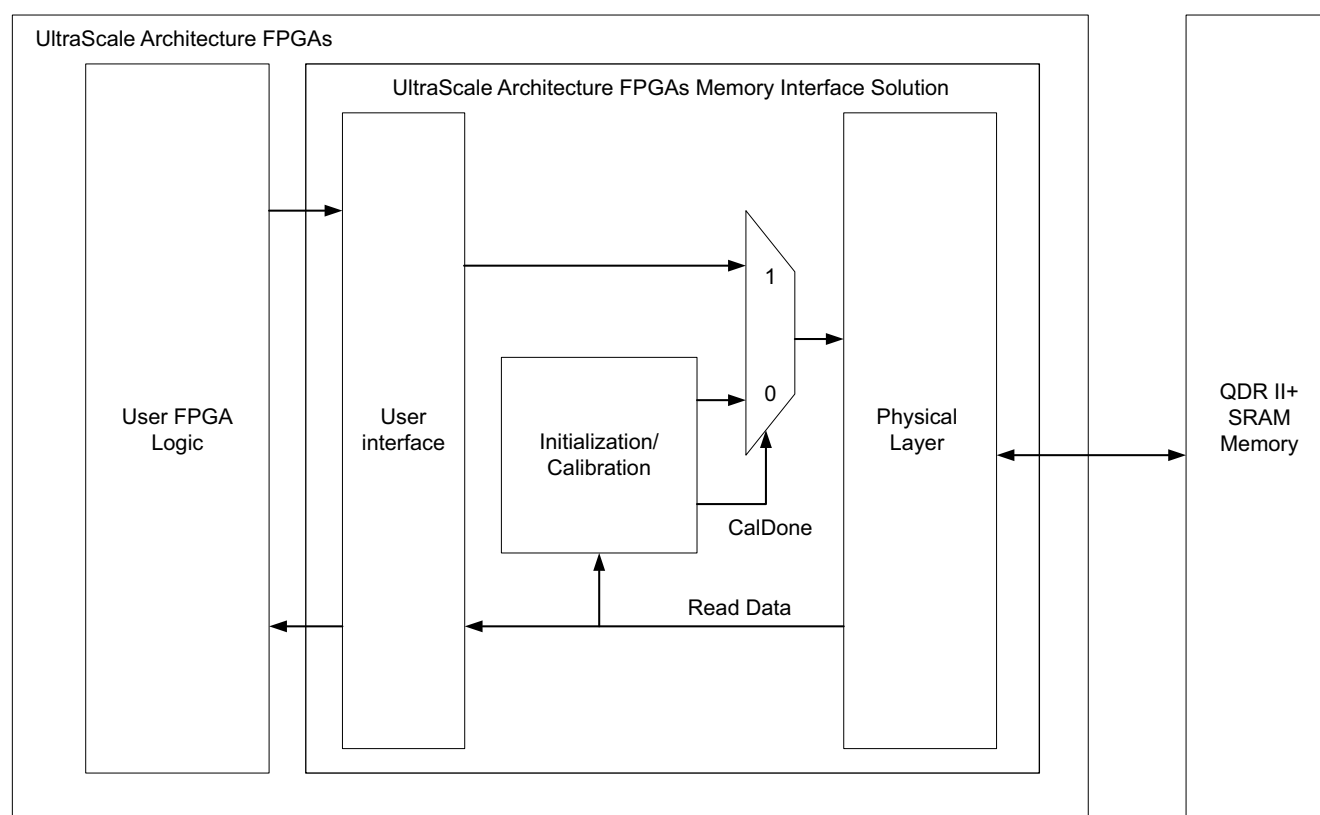 UltraScale Architecture FPGAs
UltraScale Architecture FPGAs Memory Interface Solution
User FPGA
Logic
User
interface
Initialization/
Calibration
1
0
CalDone
Read Data
Physical
Layer
QDR II+
SRAM
Memory